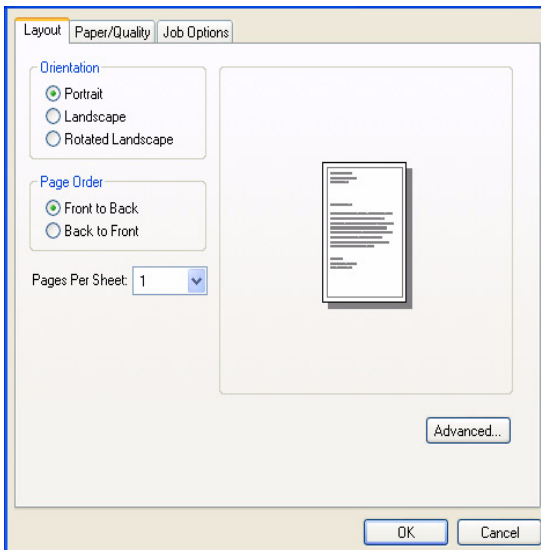 Layout Paper/Quality Job Options
Orientation
Portrait
Landscape
Rotated Landscape
Page Order
Front to Back
Back to Front
Pages Per Sheet: 1
Advanced...
OK Cancel